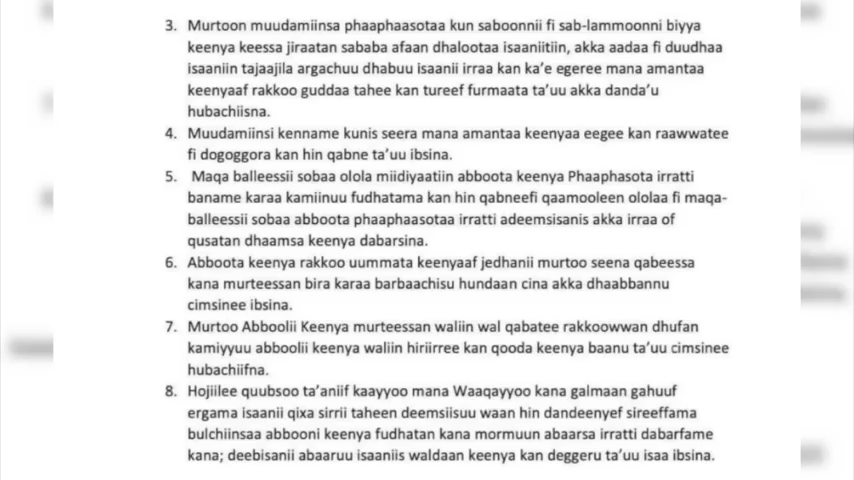 3. Murtoon muudamiinsa phaaphaasotaa kun saboonnii fi sab-lammoonni biyya
keenya keessa jiraatan sababa afaan dhalootaa isaaniitiin, akka aadaa fi duudhaa
isaaniin tajaajila argachuu dhabuu isaanii irraa kan ka’e egeree mana amantaa
keenyaaf rakkoo guddaa tahee kan tureef furmaata ta’uu akka danda’u
hubachiisna.
4. Muudamiinsi kenname kunis seera mana amantaa keenyaa eegee kan raawwatee
fi dogoggora kan hin qabne ta’uu ibsina.
5. Maqa balleessii sobaa olola miidiyaatiin abboota keenya Phaaphasota irratti
baname karaa kamiinuu fudhatama kan hin qabneefi qaamooleen ololaa fi maqa-
balleessii sobaa abboota phaaphaasotaa irratti adeemsisanis akka irraa of
qusatan dhaamsa keenya dabarsina.
6. Abboota keenya rakkoo uummata keenyaaf jedhanii murtoo seena qabeessa
kana murteessan bira karaa barbaachisu hundaan cina akka dhaabbannu
cimsinee ibsina.
7. Murtoo Abboolii Keenya murteessan waliin wal qabatee rakkoowwan dhufan
kamiyyuu abboolii keenya waliin hiriirree kan qooda keenya baanu ta’uu cimsinee
hubachiifna.
8. Hojiilee quubsoo ta’aniif kaayyoo mana Waaqayyoo kana galmaan gahuuf
ergama isaanii qixa sirrii taheen deemsiisuu waan hin dandeenyef sireeffama
bulchiinsaa abbooni keenya fudhatan kana mormuun abaarsa irratti dabarfame
kana; deebisanii abaaruu isaaniis waldaan keenya kan deggeru ta’uu isaa ibsina.